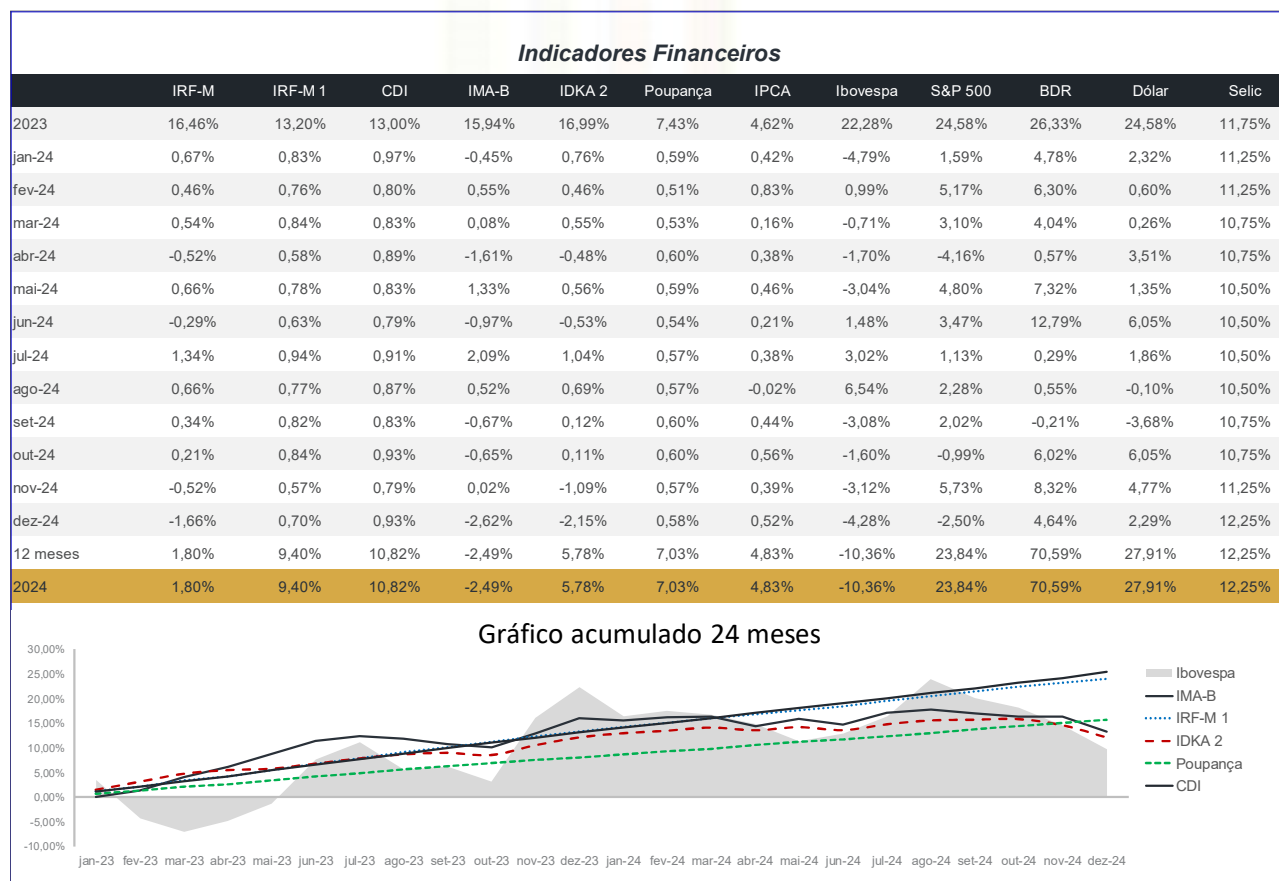 Indicadores Financeiros
IRF-M IRF-M 1 CDI IMA-B IDKA 2 Poupança IPCA Ibovespa S&P 500 BDR Dólar Selic
2023 16,46% 13,20% 13,00% 15,94% 16,99% 7,43% 4,62% 22,28% 24,58% 26,33% 24,58% 11,75%
jan-24 0,67% 0,83% 0,97% -0,45% 0,76% 0,59% 0,42% -4,79% 1,59% 4,78% 2,32% 11,25%
fev-24 0,46% 0,76% 0,80% 0,55% 0,46% 0,51% 0,83% 0,99% 5,17% 6,30% 0,60% 11,25%
mar-24 0,54% 0,84% 0,83% 0,08% 0,55% 0,53% 0,16% -0,71% 3,10% 4,04% 0,26% 10,75%
abr-24 -0,52% 0,58% 0,89% -1,61% -0,48% 0,60% 0,38% -1,70% -4,16% 0,57% 3,51% 10,75%
mai-24 0,66% 0,78% 0,83% 1,33% 0,56% 0,59% 0,46% -3,04% 4,80% 7,32% 1,35% 10,50%
jun-24 -0,29% 0,63% 0,79% -0,97% -0,53% 0,54% 0,21% 1,48% 3,47% 12,79% 6,05% 10,50%
jul-24 1,34% 0,94% 0,91% 2,09% 1,04% 0,57% 0,38% 3,02% 1,13% 0,29% 1,86% 10,50%
ago-24 0,66% 0,77% 0,87% 0,52% 0,69% 0,57% -0,02% 6,54% 2,28% 0,55% -0,10% 10,50%
set-24 0,34% 0,82% 0,83% -0,67% 0,12% 0,60% 0,44% -3,08% 2,02% -0,21% -3,68% 10,75%
out-24 0,21% 0,84% 0,93% -0,65% 0,11% 0,60% 0,56% -1,60% -0,99% 6,02% 6,05% 10,75%
nov-24 -0,52% 0,57% 0,79% 0,02% -1,09% 0,57% 0,39% -3,12% 5,73% 8,32% 4,77% 11,25%
dez-24 -1,66% 0,70% 0,93% -2,62% -2,15% 0,58% 0,52% -4,28% -2,50% 4,64% 2,29% 12,25%
12 meses 1,80% 9,40% 10,82% -2,49% 5,78% 7,03% 4,83% -10,36% 23,84% 70,59% 27,91% 12,25%
2024 1,80% 9,40% 10,82% -2,49% 5,78% 7,03% 4,83% -10,36% 23,84% 70,59% 27,91% 12,25%
Gráfico acumulado 24 meses
30,00%
25,00%
20,00%
15,00%
10,00%
5,00%
0,00%
-5,00%
-10,00%
jan-23 fev-23 mar-23 abr-23 mai-23 jun-23 jul-23 ago-23 set-23 out-23 nov-23 dez-23 jan-24 fev-24 mar-24 abr-24 mai-24 jun-24 jul-24 ago-24 set-24 out-24 nov-24 dez-24
Ibovespa
IMA-B
IRF-M 1
IDKA 2
Poupança
CDI